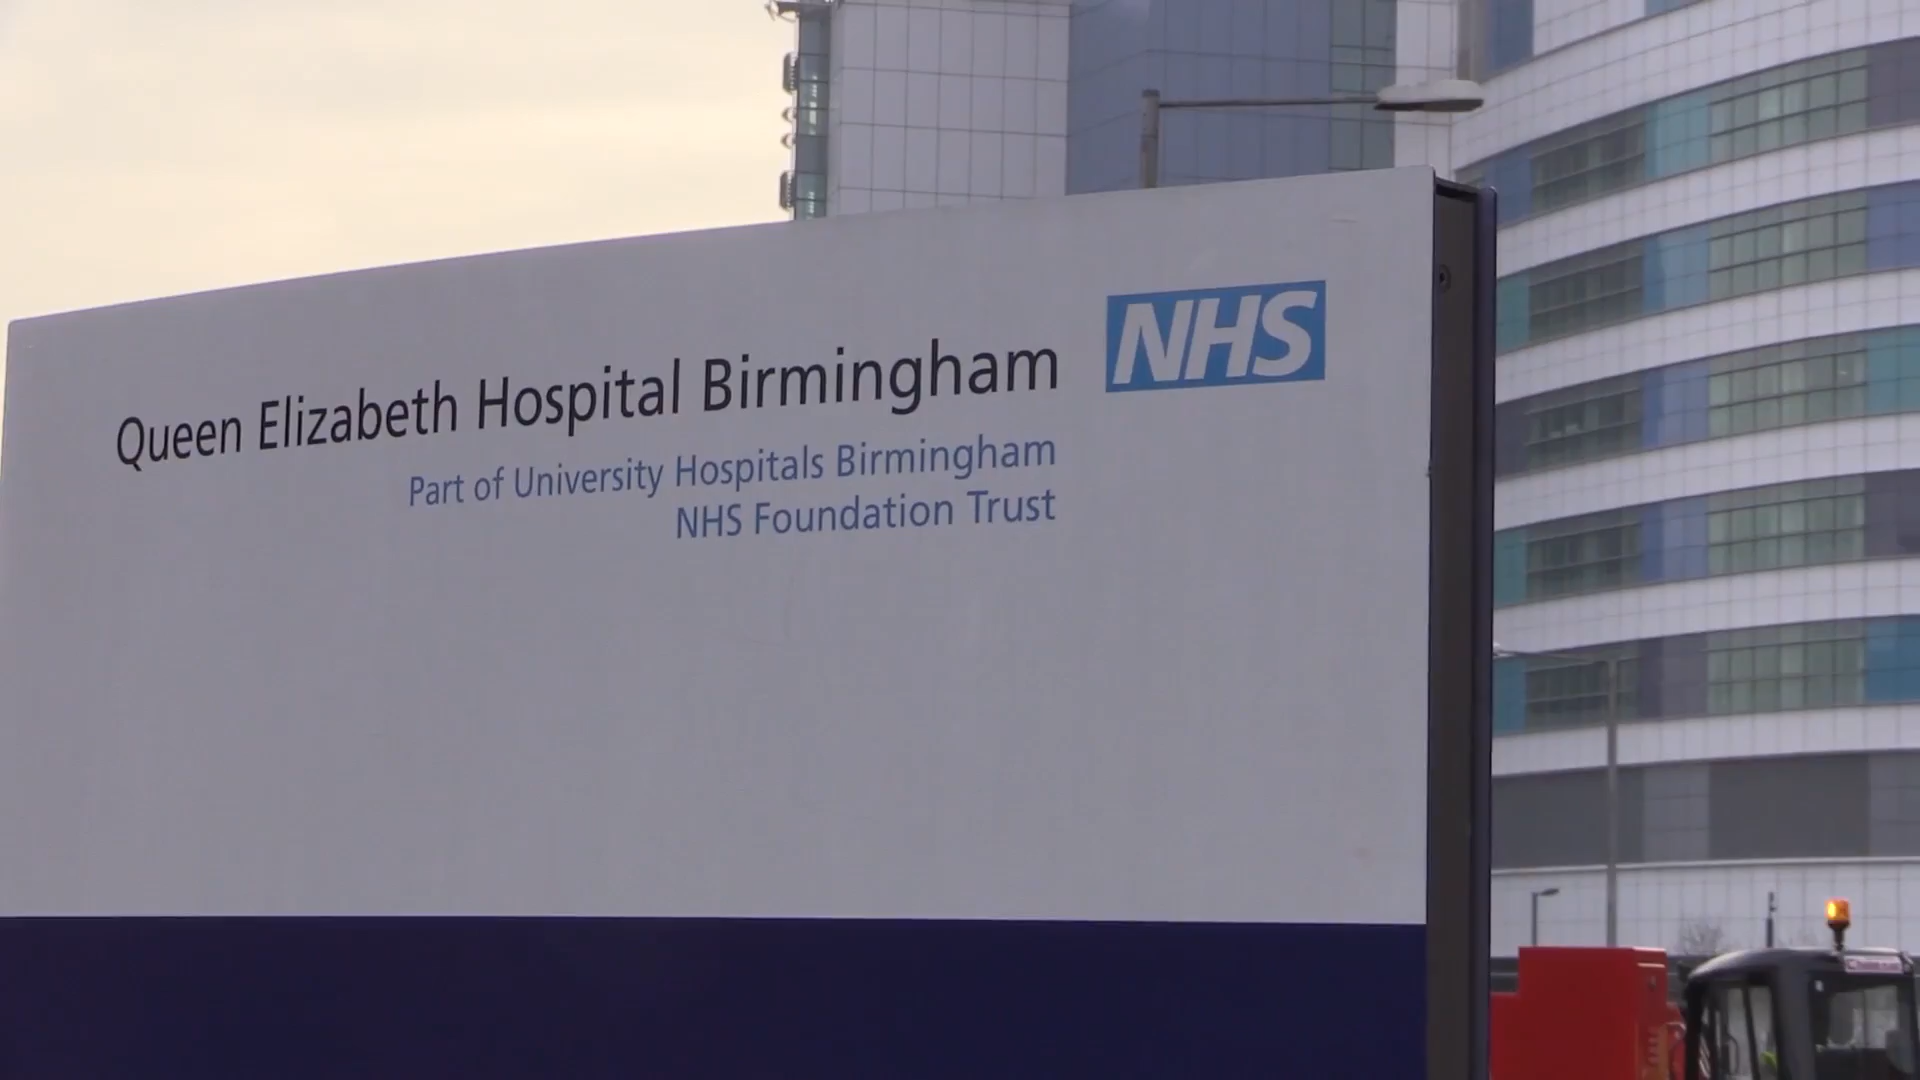 Queen Elizabeth Hospital Birmingham
NHS
Part of University Hospitals Birmingham
NHS Foundation Trust